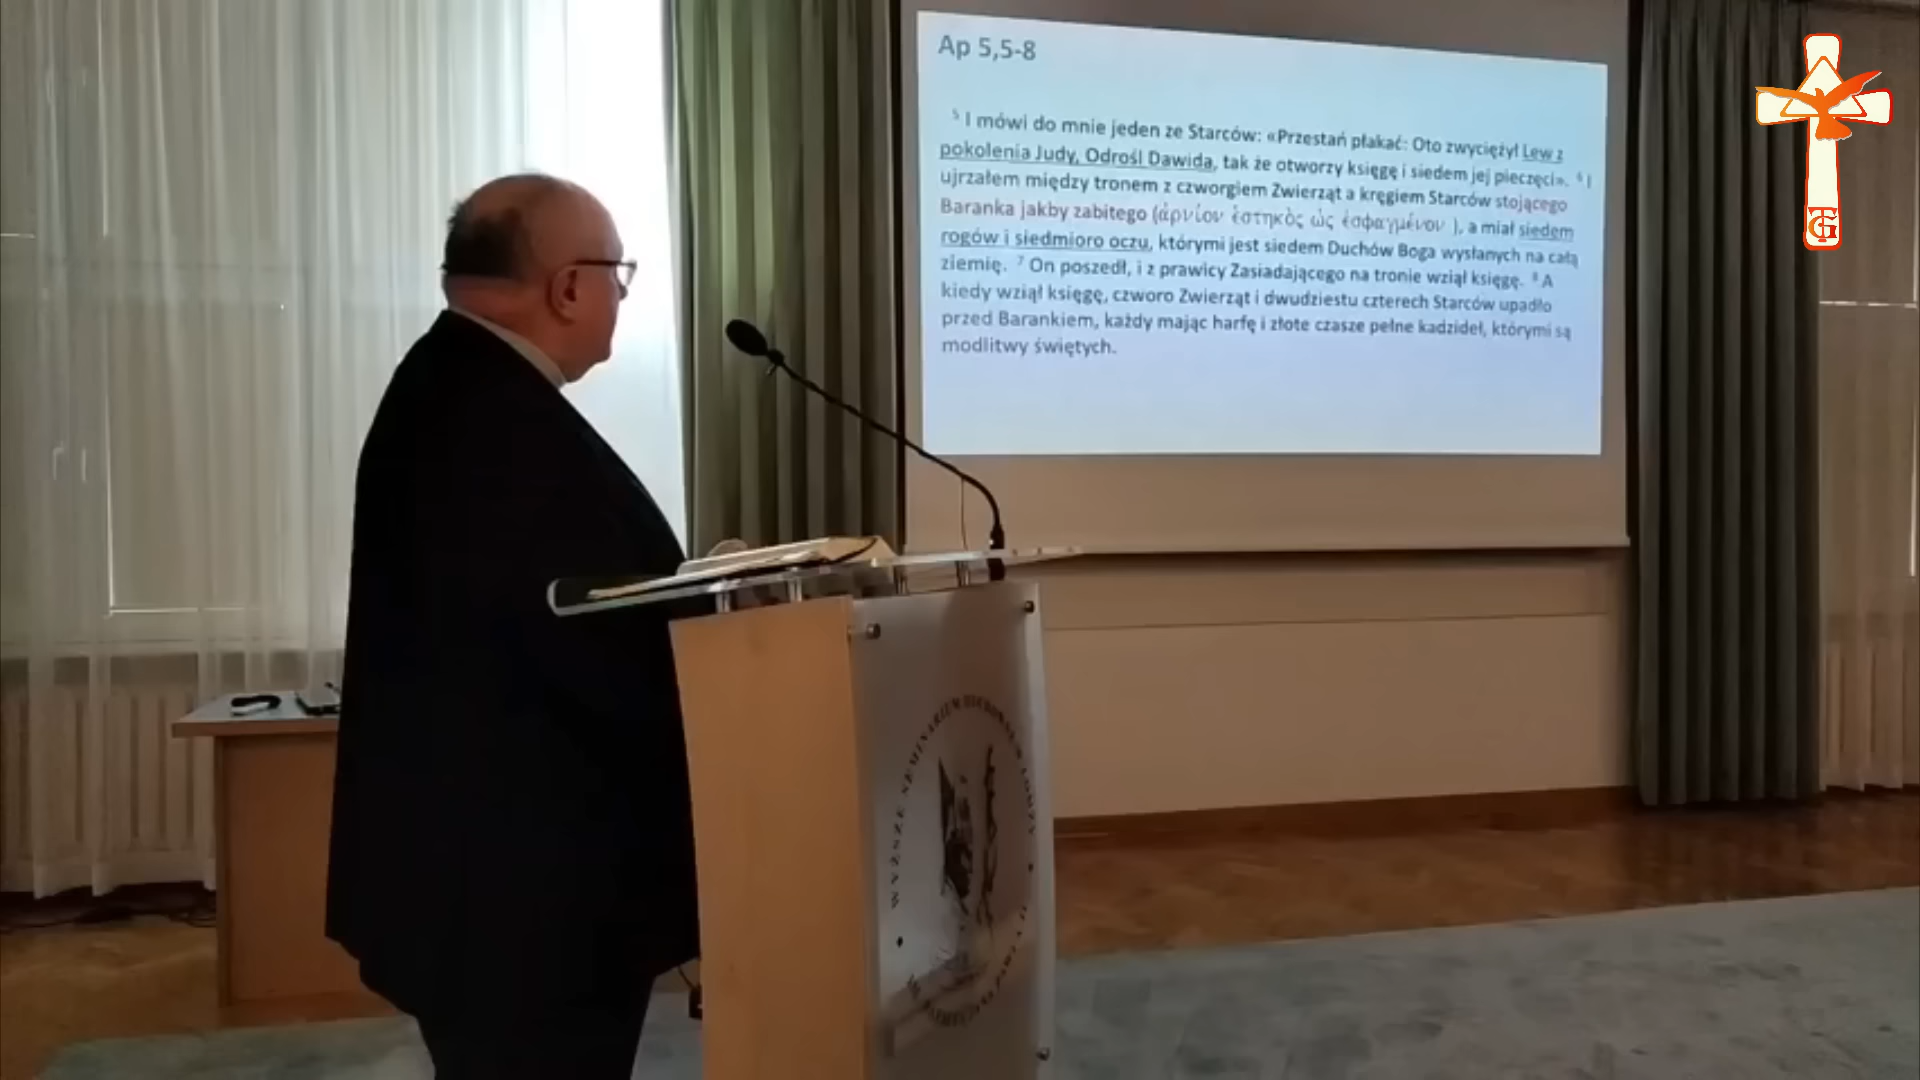 Ap 5,5-8
⁵ I mówi do mnie jeden ze Starców: «Przestań płakać: Oto zwyciężył Lew z
pokolenia Judy, Odrośl Dawida, tak że otworzy księgę i siedem jej pieczęci». ⁶ I
ujrzałem między tronem z czworgiem Zwierząt a kręgiem Starców stojącego
Baranka jakby zabitego (ἀρνίον ἑστηκὸς ὡς ἐσφαγμένον ), a miał siedem
rogów i siedmioro oczu, którymi jest siedem Duchów Boga wysłanych na całą
ziemię. ⁷ On poszedł, i z prawicy Zasiadającego na tronie wziął księgę. ⁸ A
kiedy wziął księgę, czworo Zwierząt i dwudziestu czterech Starców upadło
przed Barankiem, każdy mając harfę i złote czasze pełne kadzideł, którymi są
modlitwy świętych.
WYŻSZE SEMINARIUM DUCHOWNE W ŁOMŻY